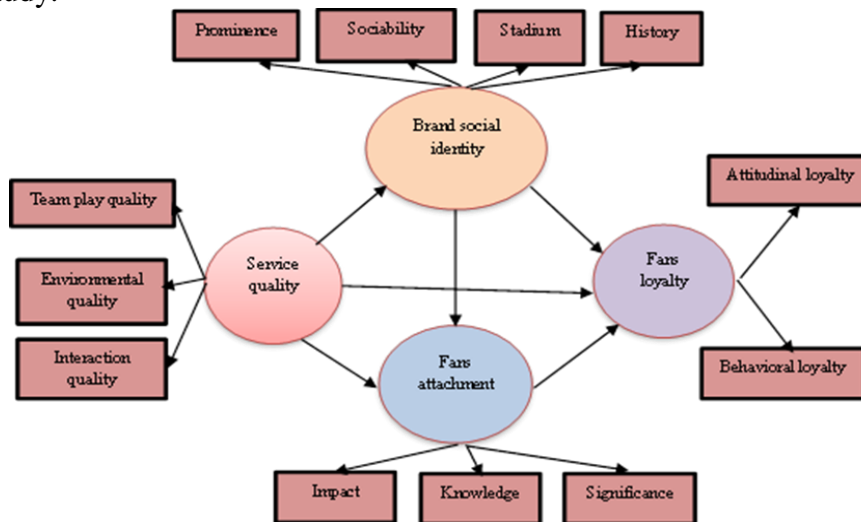 Prominence
Sociability
Stadium
History
Brand social
identity
Attitudinal loyalty
Team play quality
Service
quality
Fans
loyalty
Environmental
quality
Interaction
quality
Fans
attachment
Behavioral loyalty
Impact
Knowledge
Significance